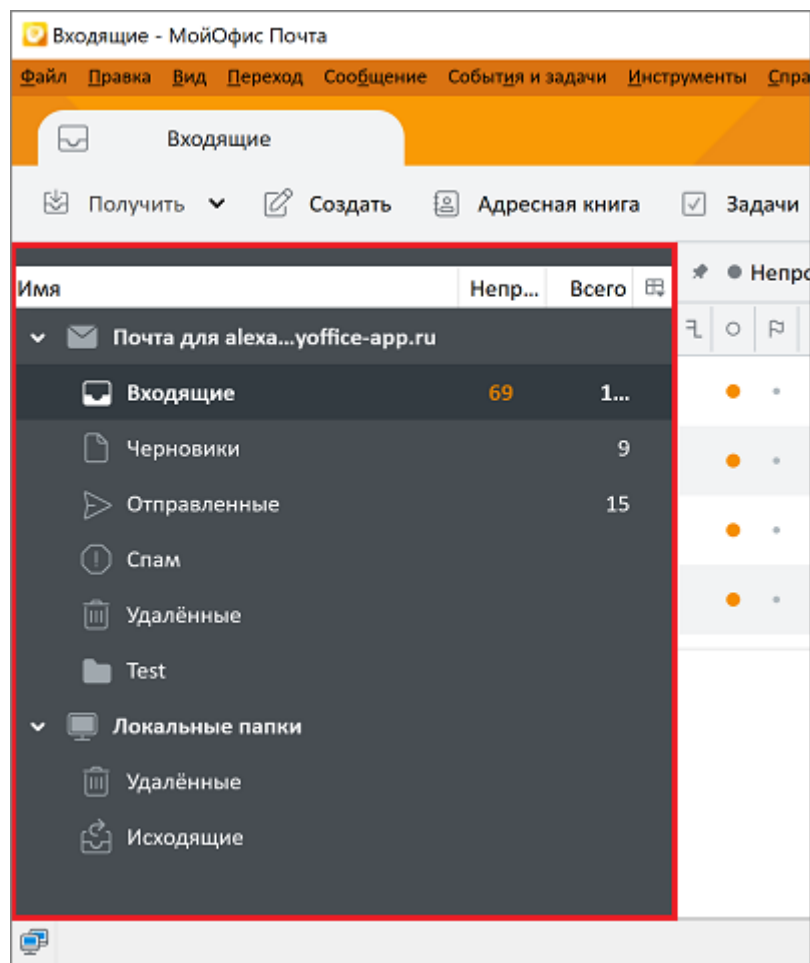 Входящие - МойОфис Почта
Файл Правка Вид Переход Сообщение События и задачи Инструменты Спра
Входящие
Получить Создать Адресная книга Задачи
Имя Непр... Всего Непро
Почта для alexa...yoffice-app.ru
Входящие 69 1...
Черновики 9
Отправленные 15
Спам
Удалённые
Test
Локальные папки
Удалённые
Исходящие